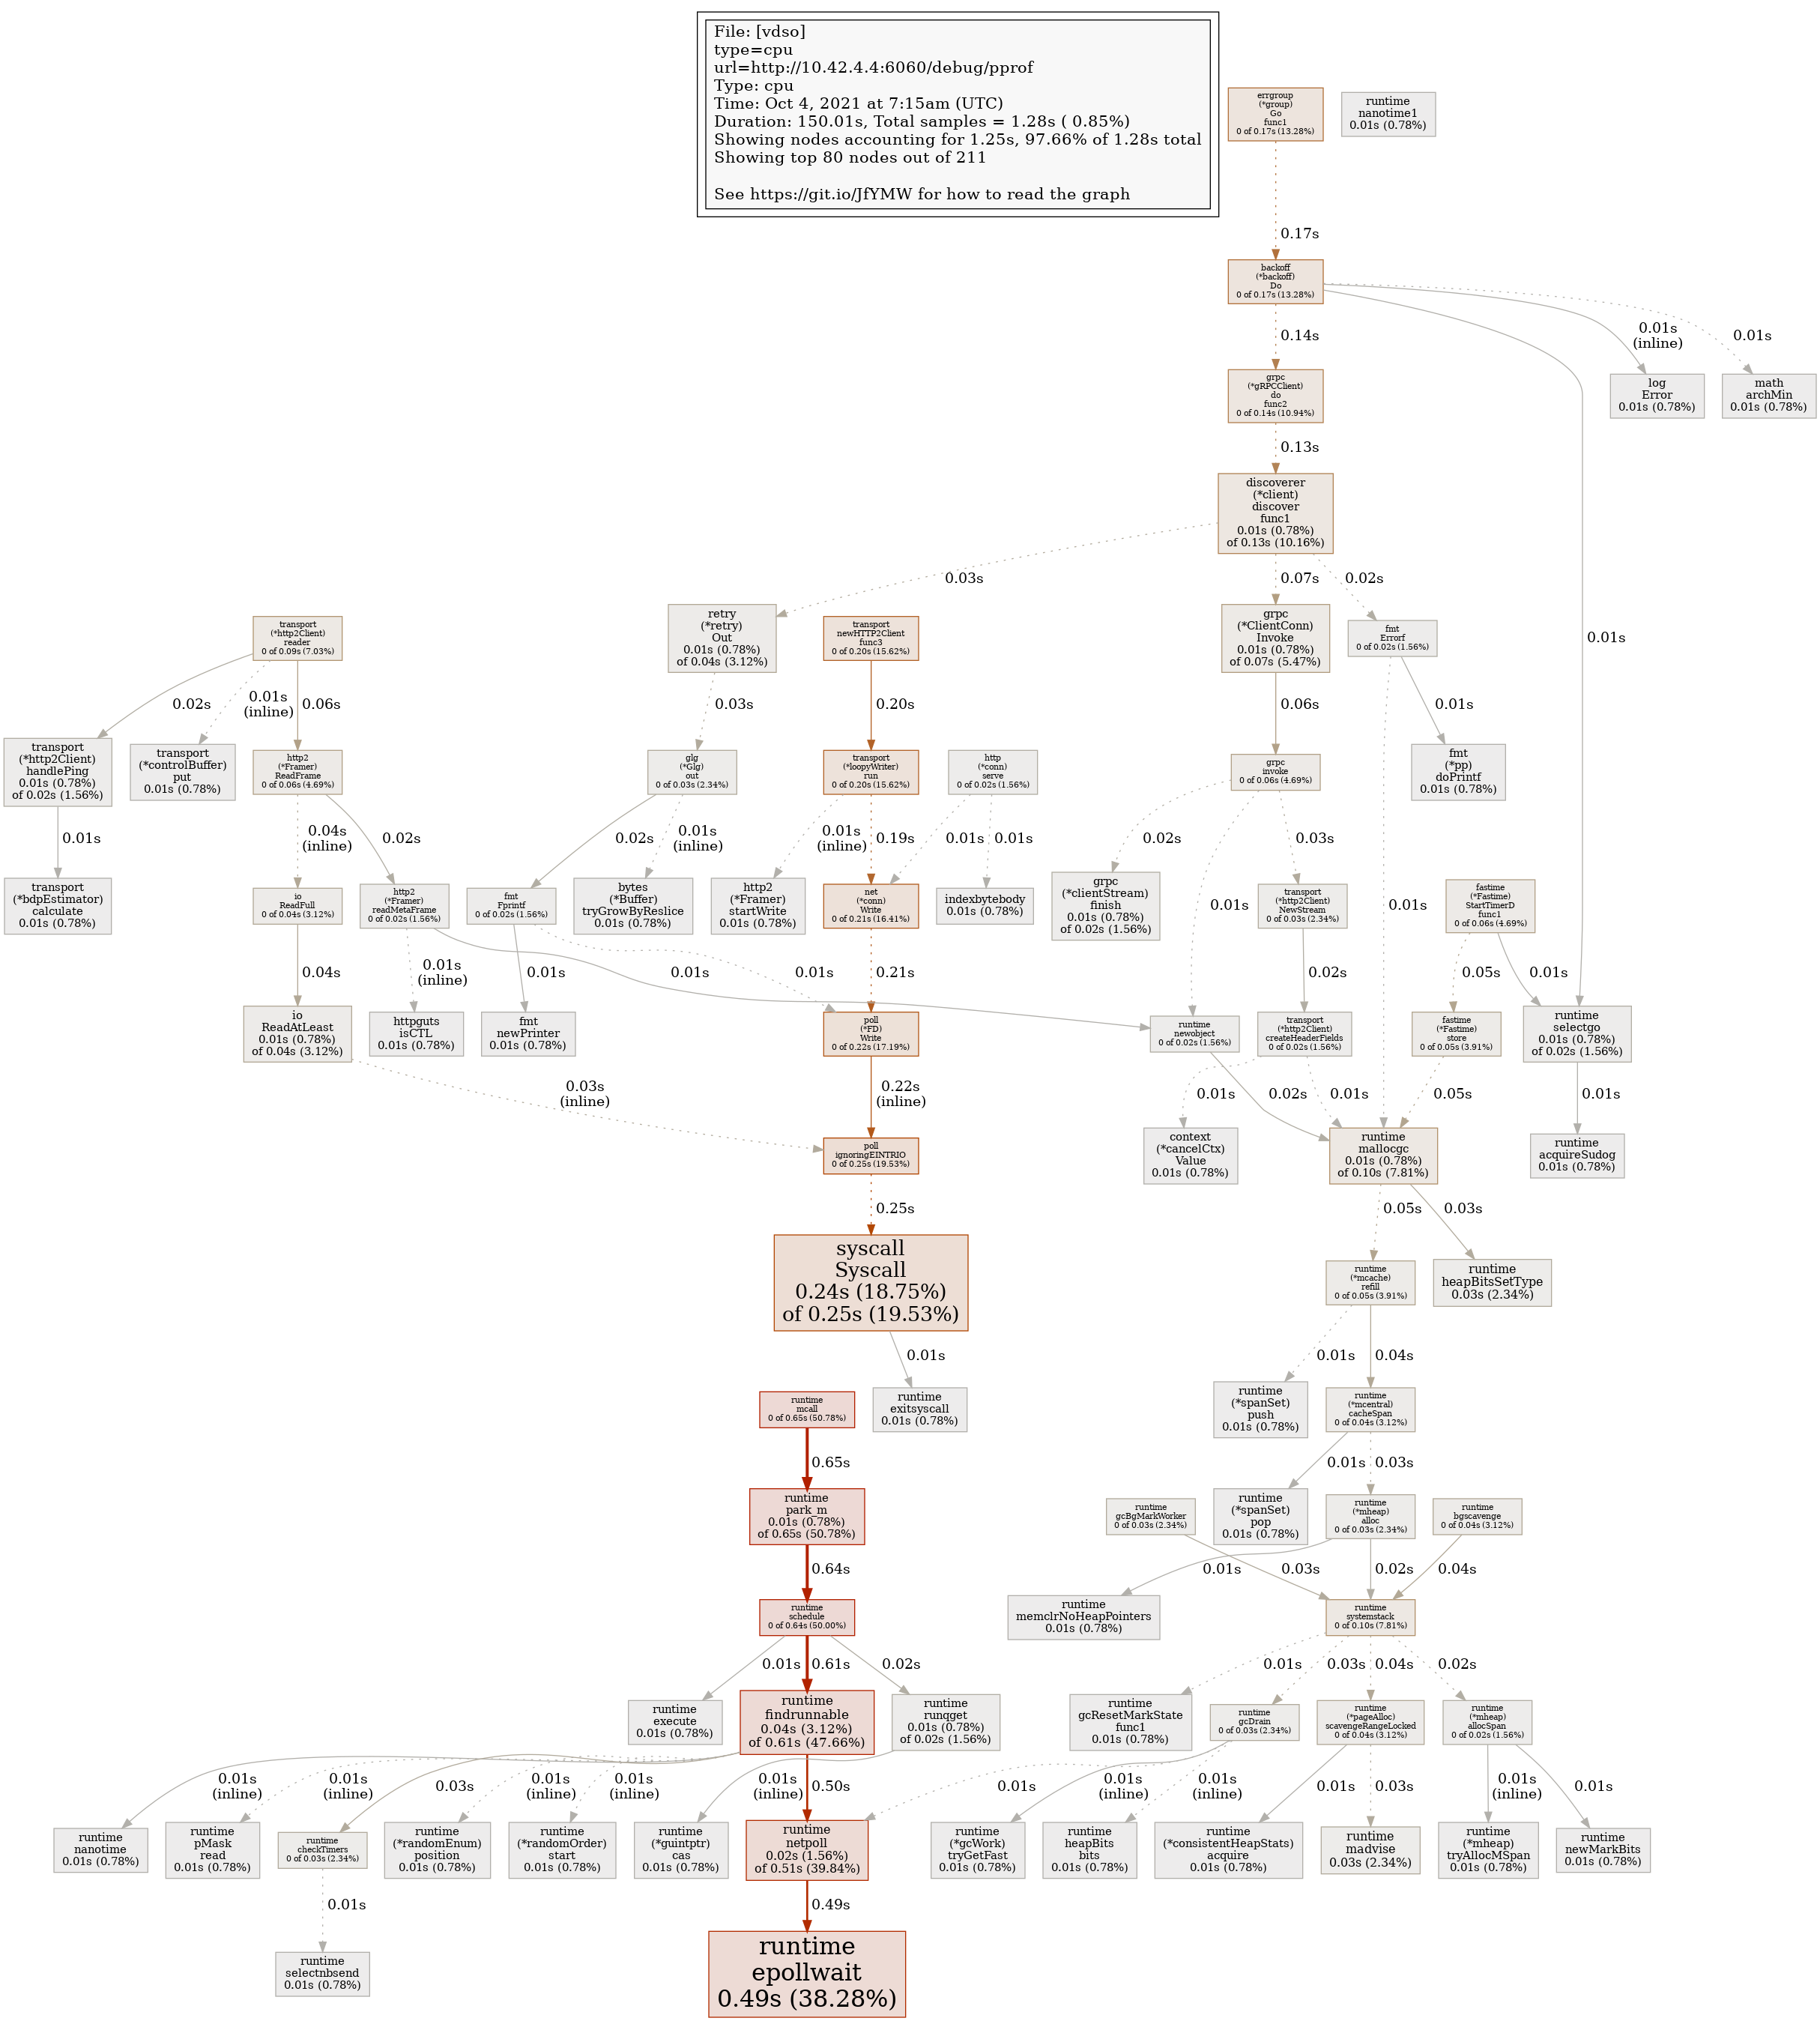 File: [vdso]
type=cpu
url=http://10.42.4.4:6060/debug/pprof
Type: cpu
Time: Oct 4, 2021 at 7:15am (UTC)
Duration: 150.01s, Total samples = 1.28s ( 0.85%)
Showing nodes accounting for 1.25s, 97.66% of 1.28s total
Showing top 80 nodes out of 211
See https://git.io/JfYMW for how to read the graph
errgroup
(*group)
Go
func1
0 of 0.17s (13.28%)
runtime
nanotime1
0.01s (0.78%)
0.17s
backoff
(*backoff)
Do
0 of 0.17s (13.28%)
0.14s
0.01s
(inline)
0.01s
grpc
(*gRPCClient)
do
func2
0 of 0.14s (10.94%)
log
Error
0.01s (0.78%)
math
archMin
0.01s (0.78%)
0.13s
discoverer
(*client)
discover
func1
0.01s (0.78%)
of 0.13s (10.16%)
0.03s
0.07s
0.02s
0.01s
transport
(*http2Client)
reader
0 of 0.09s (7.03%)
retry
(*retry)
Out
0.01s (0.78%)
of 0.04s (3.12%)
transport
newHTTP2Client
func3
0 of 0.20s (15.62%)
grpc
(*ClientConn)
Invoke
0.01s (0.78%)
of 0.07s (5.47%)
fmt
Errorf
0 of 0.02s (1.56%)
0.02s
0.01s
(inline)
0.06s
0.03s
0.20s
0.06s
0.01s
transport
(*http2Client)
handlePing
0.01s (0.78%)
of 0.02s (1.56%)
transport
(*controlBuffer)
put
0.01s (0.78%)
http2
(*Framer)
ReadFrame
0 of 0.06s (4.69%)
glg
(*Glg)
out
0 of 0.03s (2.34%)
transport
(*loopyWriter)
run
0 of 0.20s (15.62%)
http
(*conn)
serve
0 of 0.02s (1.56%)
grpc
invoke
0 of 0.06s (4.69%)
fmt
(*pp)
doPrintf
0.01s (0.78%)
0.01s
0.04s
(inline)
0.02s
0.02s
0.01s
(inline)
0.01s
(inline)
0.19s
0.01s
0.01s
0.02s
0.03s
transport
(*bdpEstimator)
calculate
0.01s (0.78%)
io
ReadFull
0 of 0.04s (3.12%)
http2
(*Framer)
readMetaFrame
0 of 0.02s (1.56%)
fmt
Fprintf
0 of 0.02s (1.56%)
bytes
(*Buffer)
tryGrowByReslice
0.01s (0.78%)
http2
(*Framer)
startWrite
0.01s (0.78%)
net
(*conn)
Write
0 of 0.21s (16.41%)
indexbytebody
0.01s (0.78%)
grpc
(*clientStream)
finish
0.01s (0.78%)
of 0.02s (1.56%)
0.01s
transport
(*http2Client)
NewStream
0 of 0.03s (2.34%)
0.01s
fastime
(*Fastime)
StartTimerD
func1
0 of 0.06s (4.69%)
0.04s
0.01s
(inline)
0.01s
0.01s
0.01s
0.21s
0.02s
0.05s
0.01s
io
ReadAtLeast
0.01s (0.78%)
of 0.04s (3.12%)
httpguts
isCTL
0.01s (0.78%)
fmt
newPrinter
0.01s (0.78%)
poll
(*FD)
Write
0 of 0.22s (17.19%)
runtime
newobject
0 of 0.02s (1.56%)
transport
(*http2Client)
createHeaderFields
0 of 0.02s (1.56%)
fastime
(*Fastime)
store
0 of 0.05s (3.91%)
runtime
selectgo
0.01s (0.78%)
of 0.02s (1.56%)
0.03s
(inline)
0.22s
(inline)
0.01s
0.02s
0.01s
0.05s
0.01s
poll
ignoringEINTRIO
0 of 0.25s (19.53%)
context
(*cancelCtx)
Value
0.01s (0.78%)
runtime
mallocgc
0.01s (0.78%)
of 0.10s (7.81%)
runtime
acquireSudog
0.01s (0.78%)
0.25s
0.05s
0.03s
syscall
Syscall
0.24s (18.75%)
of 0.25s (19.53%)
runtime
(*mcache)
refill
0 of 0.05s (3.91%)
runtime
heapBitsSetType
0.03s (2.34%)
0.01s
0.01s
0.04s
runtime
mcall
0 of 0.65s (50.78%)
runtime
exitsyscall
0.01s (0.78%)
runtime
(*spanSet)
push
0.01s (0.78%)
runtime
(*mcentral)
cacheSpan
0 of 0.04s (3.12%)
0.65s
0.01s
0.03s
runtime
park_m
0.01s (0.78%)
of 0.65s (50.78%)
runtime
gcBgMarkWorker
0 of 0.03s (2.34%)
runtime
(*spanSet)
pop
0.01s (0.78%)
runtime
(*mheap)
alloc
0 of 0.03s (2.34%)
runtime
bgscavenge
0 of 0.04s (3.12%)
0.64s
0.01s
0.03s
0.02s
0.04s
runtime
schedule
0 of 0.64s (50.00%)
runtime
memclrNoHeapPointers
0.01s (0.78%)
runtime
systemstack
0 of 0.10s (7.81%)
0.01s
0.61s
0.02s
0.01s
0.03s
0.04s
0.02s
runtime
execute
0.01s (0.78%)
runtime
findrunnable
0.04s (3.12%)
of 0.61s (47.66%)
runtime
runqget
0.01s (0.78%)
of 0.02s (1.56%)
runtime
gcResetMarkState
func1
0.01s (0.78%)
runtime
gcDrain
0 of 0.03s (2.34%)
runtime
(*pageAlloc)
scavengeRangeLocked
0 of 0.04s (3.12%)
runtime
(*mheap)
allocSpan
0 of 0.02s (1.56%)
0.01s
(inline)
0.01s
(inline)
0.03s
0.01s
(inline)
0.01s
(inline)
0.01s
(inline)
0.50s
0.01s
0.01s
(inline)
0.01s
(inline)
0.01s
0.03s
0.01s
(inline)
0.01s
runtime
nanotime
0.01s (0.78%)
runtime
pMask
read
0.01s (0.78%)
runtime
checkTimers
0 of 0.03s (2.34%)
runtime
(*randomEnum)
position
0.01s (0.78%)
runtime
(*randomOrder)
start
0.01s (0.78%)
runtime
(*guintptr)
cas
0.01s (0.78%)
runtime
netpoll
0.02s (1.56%)
of 0.51s (39.84%)
runtime
(*gcWork)
tryGetFast
0.01s (0.78%)
runtime
heapBits
bits
0.01s (0.78%)
runtime
(*consistentHeapStats)
acquire
0.01s (0.78%)
runtime
madvise
0.03s (2.34%)
runtime
(*mheap)
tryAllocMSpan
0.01s (0.78%)
runtime
newMarkBits
0.01s (0.78%)
0.01s
0.49s
runtime
selectnbsend
0.01s (0.78%)
runtime
epollwait
0.49s (38.28%)